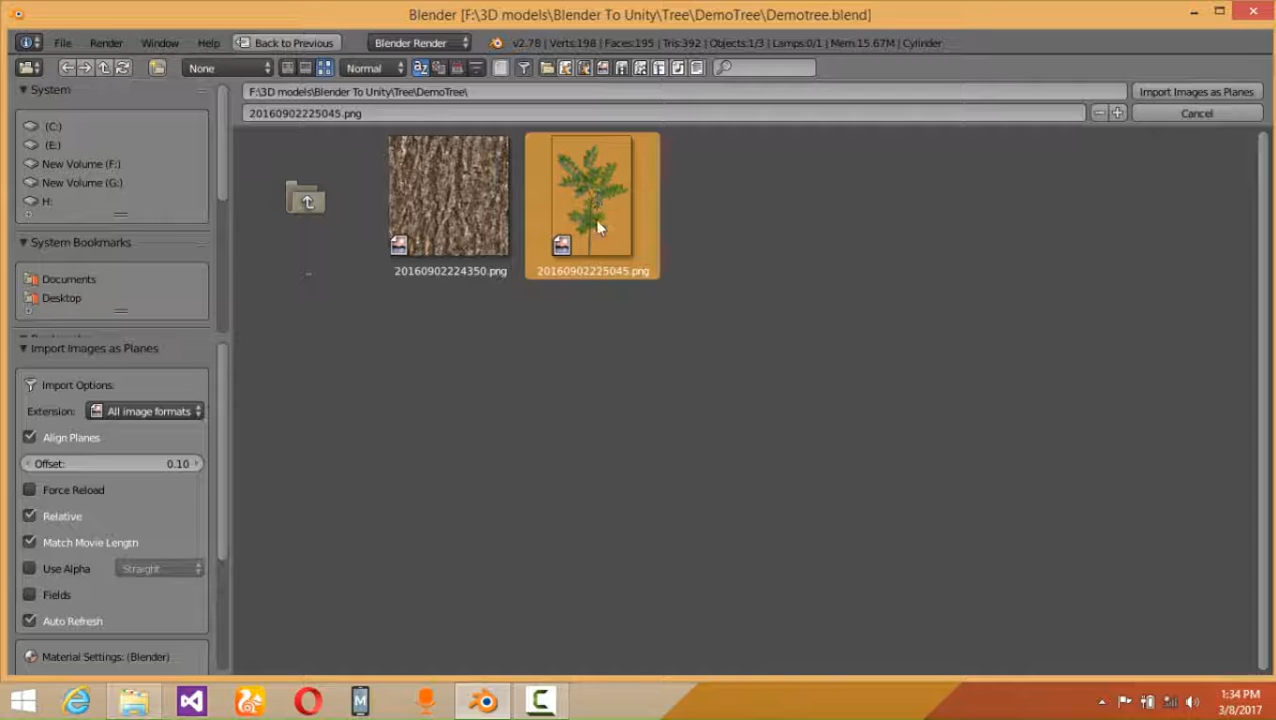 Blender [F:\3D models\Blender To Unity\Tree\DemoTree\Demotree.blend]
File Render Window Help Back to Previous Blender Render v2.78 | Verts:198 | Faces:195 | Tris:392 | Objects:1/3 | Lamps:0/1 | Mem:15.67M | Cylinder
None Normal
System
F:\3D models\Blender To Unity\Tree\DemoTree\ Import Images as Planes
20160902225045.png Cancel
(C:)
(E:)
New Volume (F:)
New Volume (G:)
H:
System Bookmarks
20160902224350.png 20160902225045.png
Documents
Desktop
Import Images as Planes
Import Options:
Extension: All image formats
Align Planes
Offset: 0.10
Force Reload
Relative
Match Movie Length
Use Alpha Straight
Fields
Auto Refresh
Material Settings: (Blender)
1:34 PM
3/8/2017